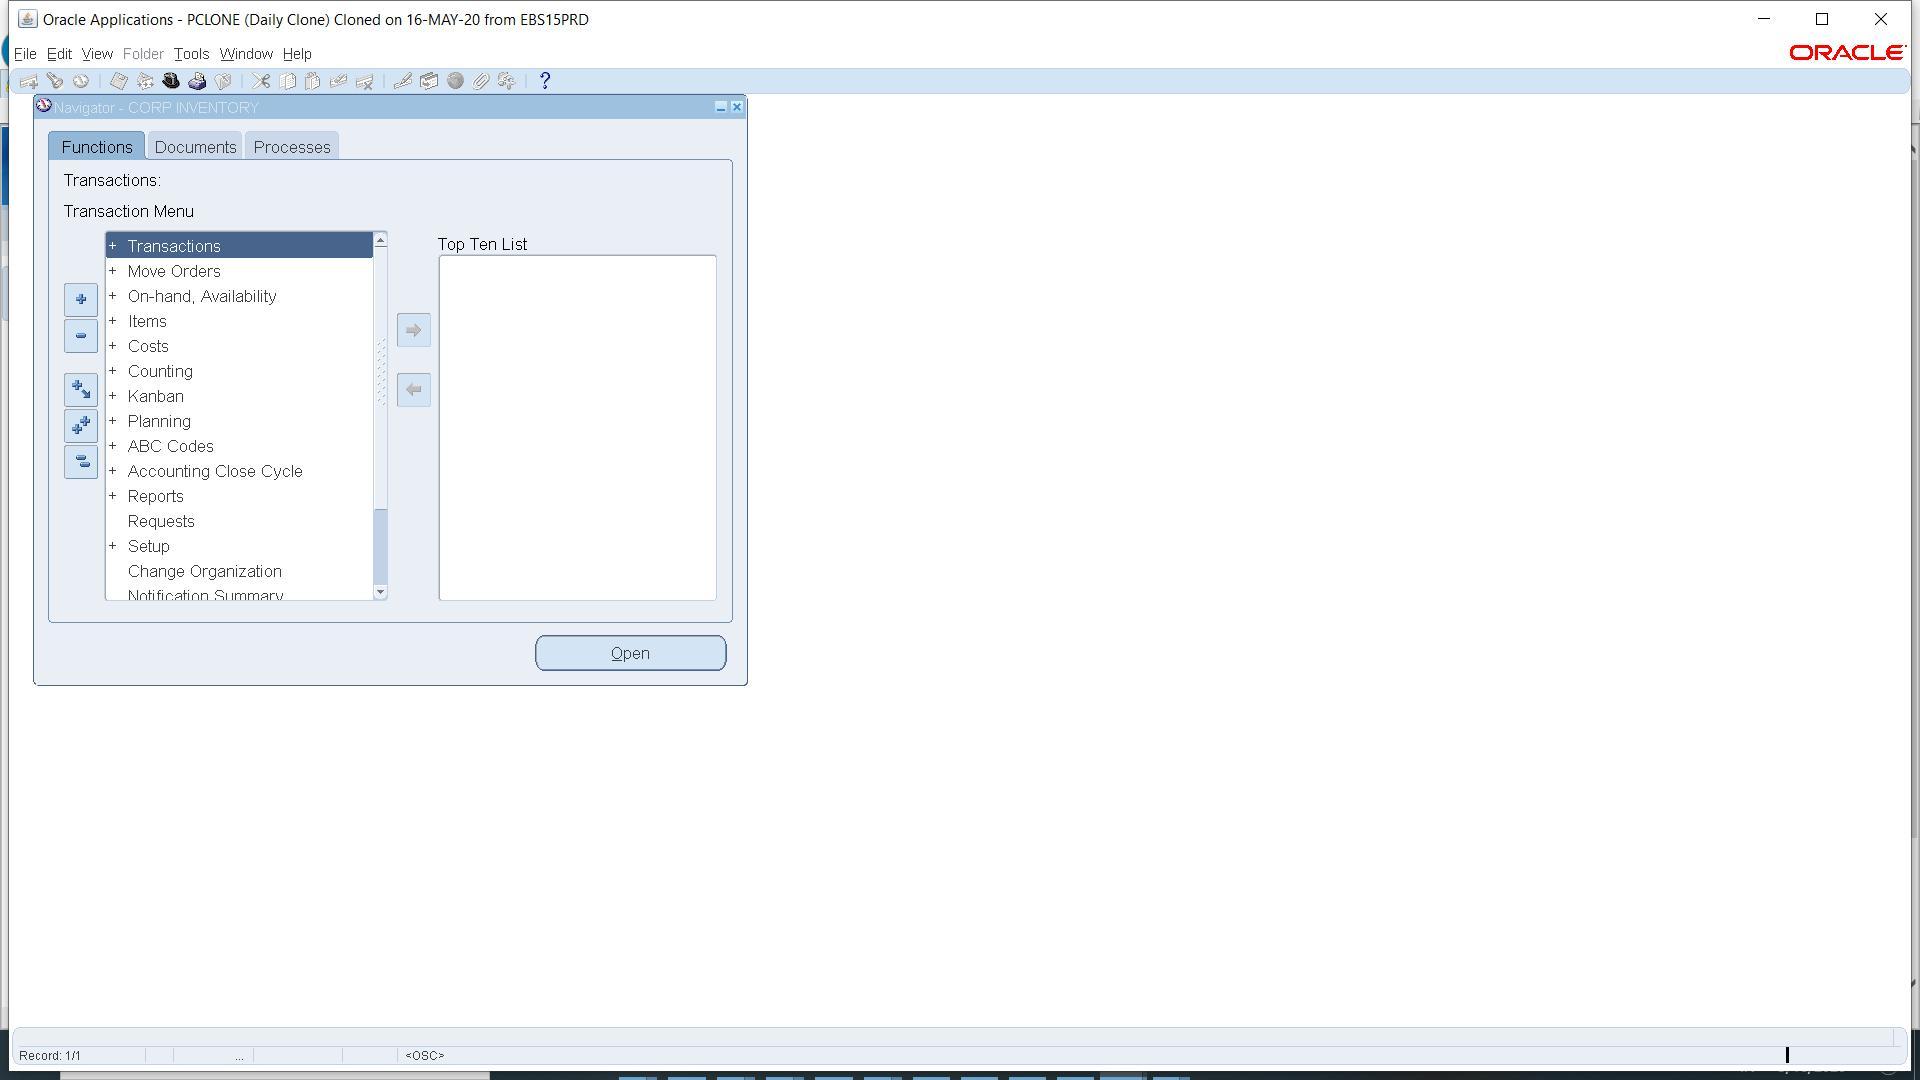 Oracle Applications - PCLONE (Daily Clone) Cloned on 16-MAY-20 from EBS15PRD
File Edit View Folder Tools Window Help
ORACLE
Navigator - CORP INVENTORY
Functions Documents Processes
Transactions:
Transaction Menu
Top Ten List
+ Transactions
+ Move Orders
+ On-hand, Availability
+ Items
+ Costs
+ Counting
+ Kanban
+ Planning
+ ABC Codes
+ Accounting Close Cycle
+ Reports
Requests
+ Setup
Change Organization
Notification Summary
Open
Record: 1/1 ... <OSC>